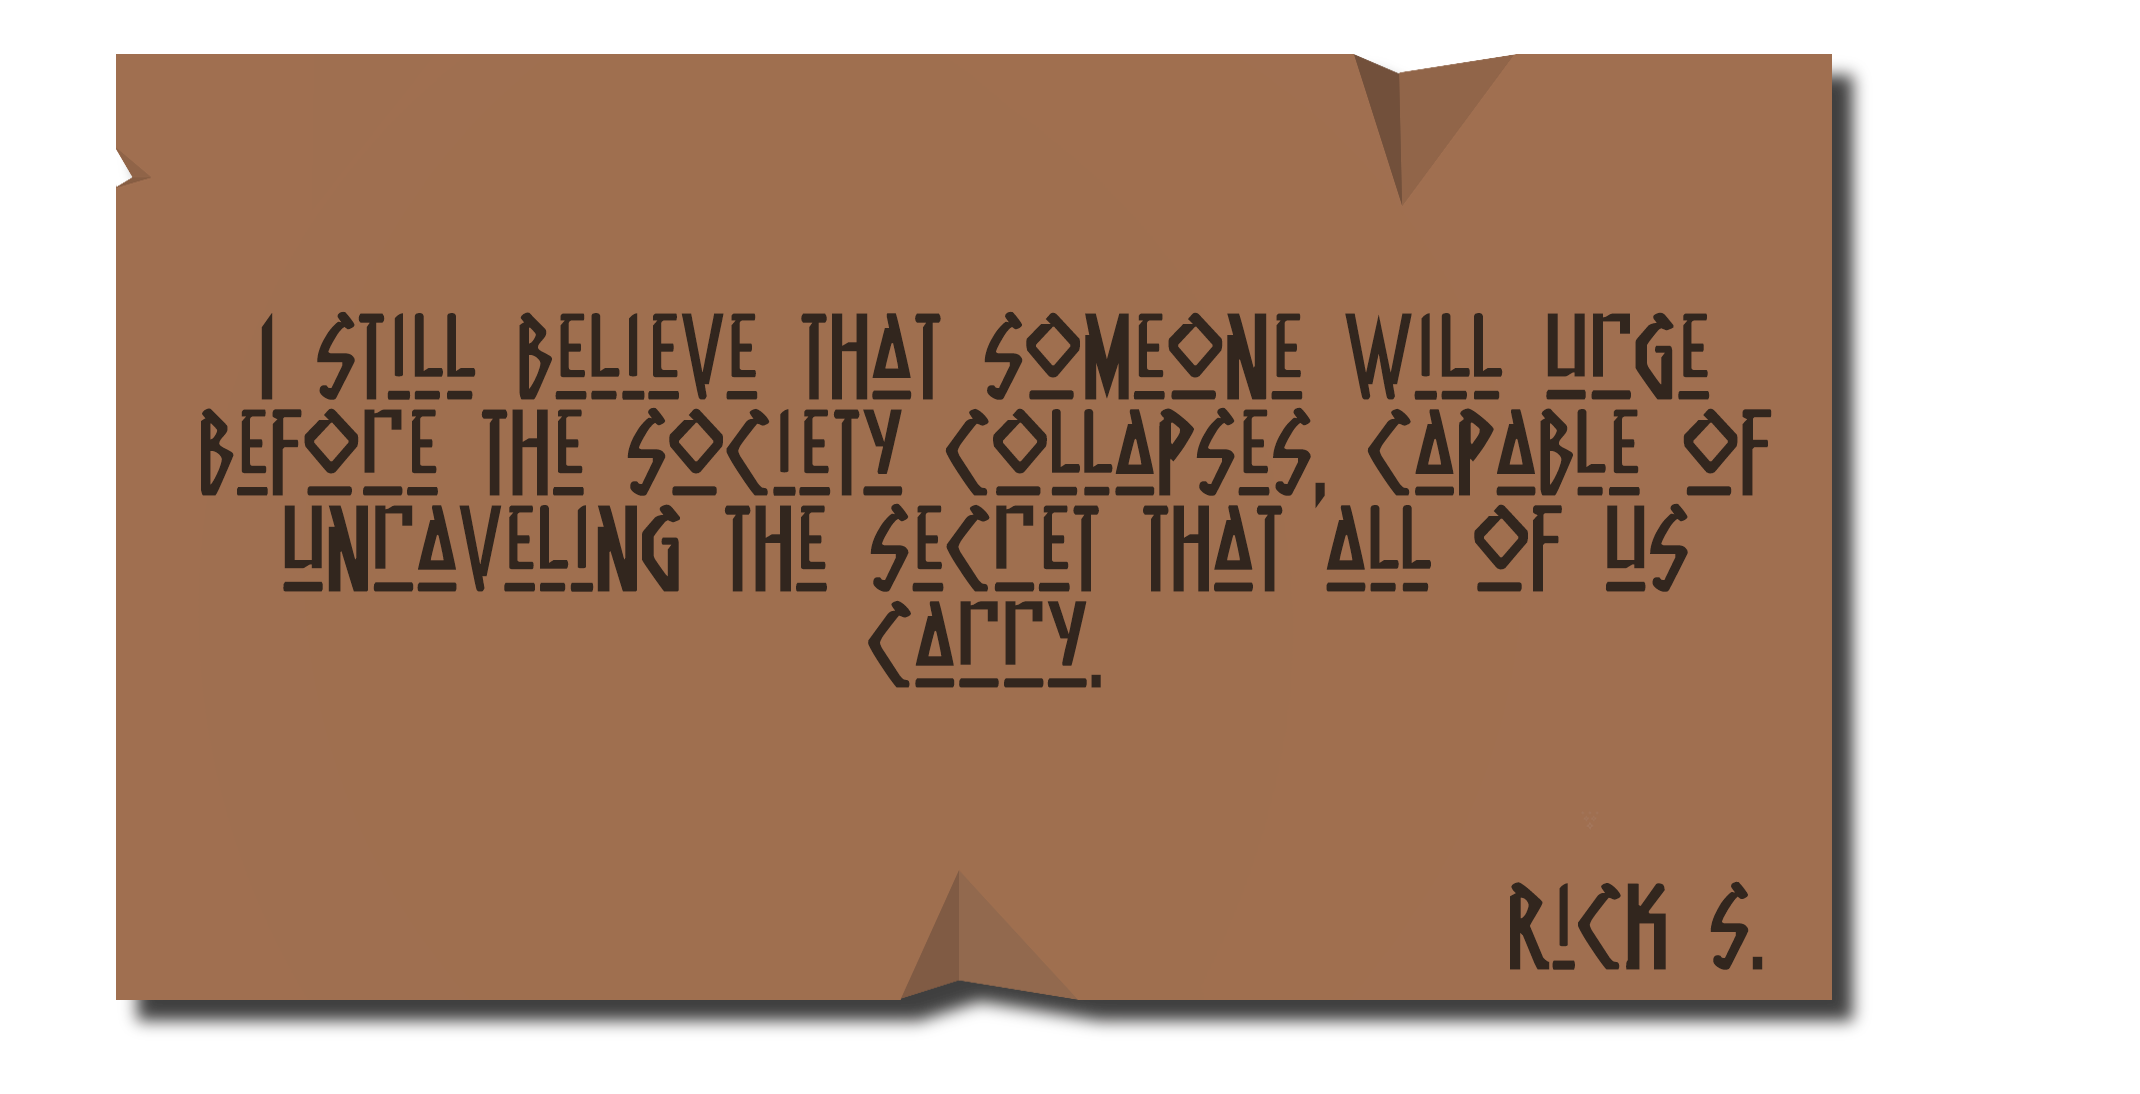 I STILL BELIEVE THAT SOMEONE WILL URGE
BEFORE THE SOCIETY COLLAPSES, CAPABLE OF
UNRAVELING THE SECRET THAT ALL OF US
CARRY.
RICK S.